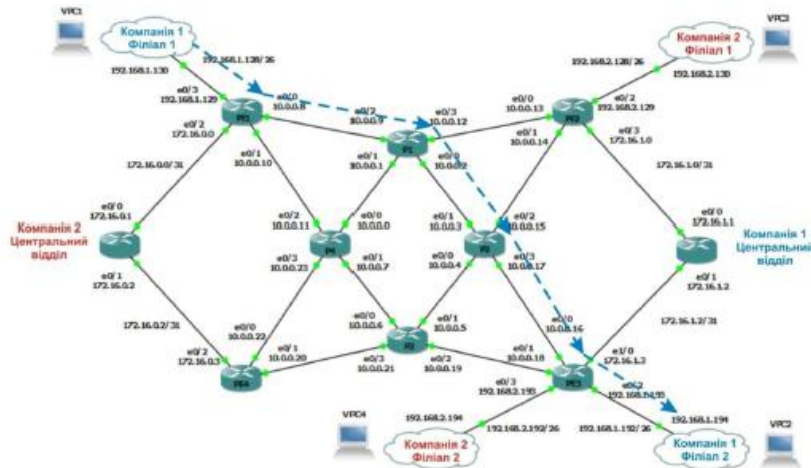 VPC1
Компанія 1
Філіал 1
192.168.1.128/26
192.168.1.130
e0/3
192.168.1.129
e0/0
10.0.0.8
e0/2
10.0.0.9
e0/3
10.0.0.12
e0/0
10.0.0.13
VPC3
Компанія 2
Філіал 1
192.168.2.128/26
192.168.2.130
e0/2
192.168.2.129
e0/2
172.16.0.0
PE1
P1
PE2
e0/3
172.16.1.0
e0/1
10.0.0.10
e0/1
10.0.0.1
e0/0
10.0.0.2
e0/1
10.0.0.14
172.16.0.0/31
172.16.1.0/31
e0/0
172.16.0.1
e0/2
10.0.0.11
e0/0
10.0.0.0
e0/1
10.0.0.3
e0/2
10.0.0.15
e0/0
172.16.1.1
Компанія 2
Центральний
відділ
P4
P2
Компанія 1
Центральний
відділ
e0/1
172.16.0.2
e0/3
10.0.0.23
e0/1
10.0.0.7
e0/0
10.0.0.4
e0/3
10.0.0.17
e0/1
172.16.1.2
172.16.0.2/31
172.16.1.2/31
e0/0
10.0.0.22
e0/0
10.0.0.6
e0/1
10.0.0.5
e0/0
10.0.0.16
e0/2
172.16.0.3
PE4
e0/1
10.0.0.20
P3
e0/3
10.0.0.21
e0/2
10.0.0.19
e0/1
10.0.0.18
PE3
e1/0
172.16.1.3
e0/3
192.168.2.193
e0/2
192.168.1.193
192.168.2.194
192.168.1.194
VPC4
Компанія 2
Філіал 2
192.168.2.192/26
192.168.1.192/26
Компанія 1
Філіал 2
VPC2